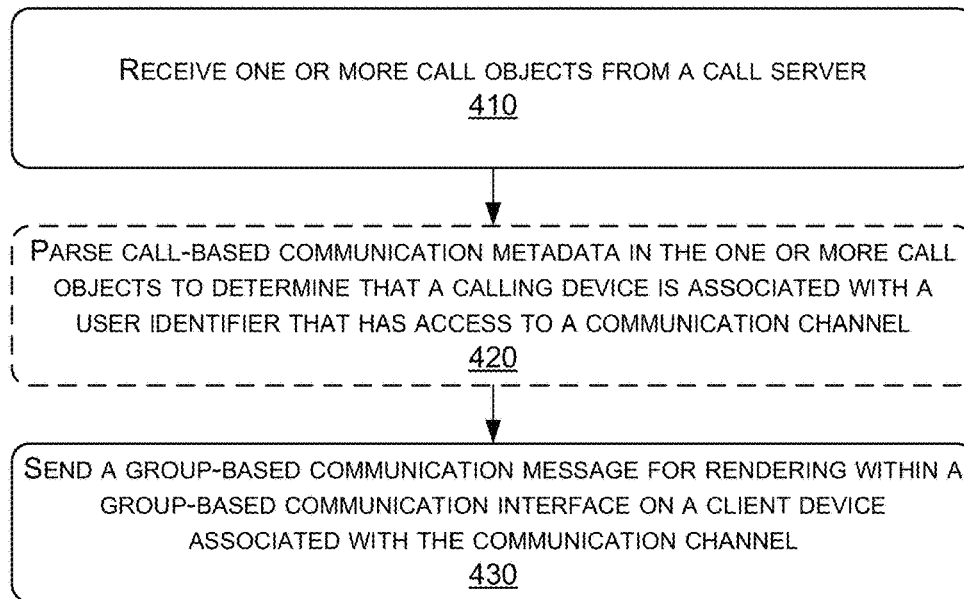 RECEIVE ONE OR MORE CALL OBJECTS FROM A CALL SERVER
410
PARSE CALL-BASED COMMUNICATION METADATA IN THE ONE OR MORE CALL
OBJECTS TO DETERMINE THAT A CALLING DEVICE IS ASSOCIATED WITH A
USER IDENTIFIER THAT HAS ACCESS TO A COMMUNICATION CHANNEL
420
SEND A GROUP-BASED COMMUNICATION MESSAGE FOR RENDERING WITHIN A
GROUP-BASED COMMUNICATION INTERFACE ON A CLIENT DEVICE
ASSOCIATED WITH THE COMMUNICATION CHANNEL
430